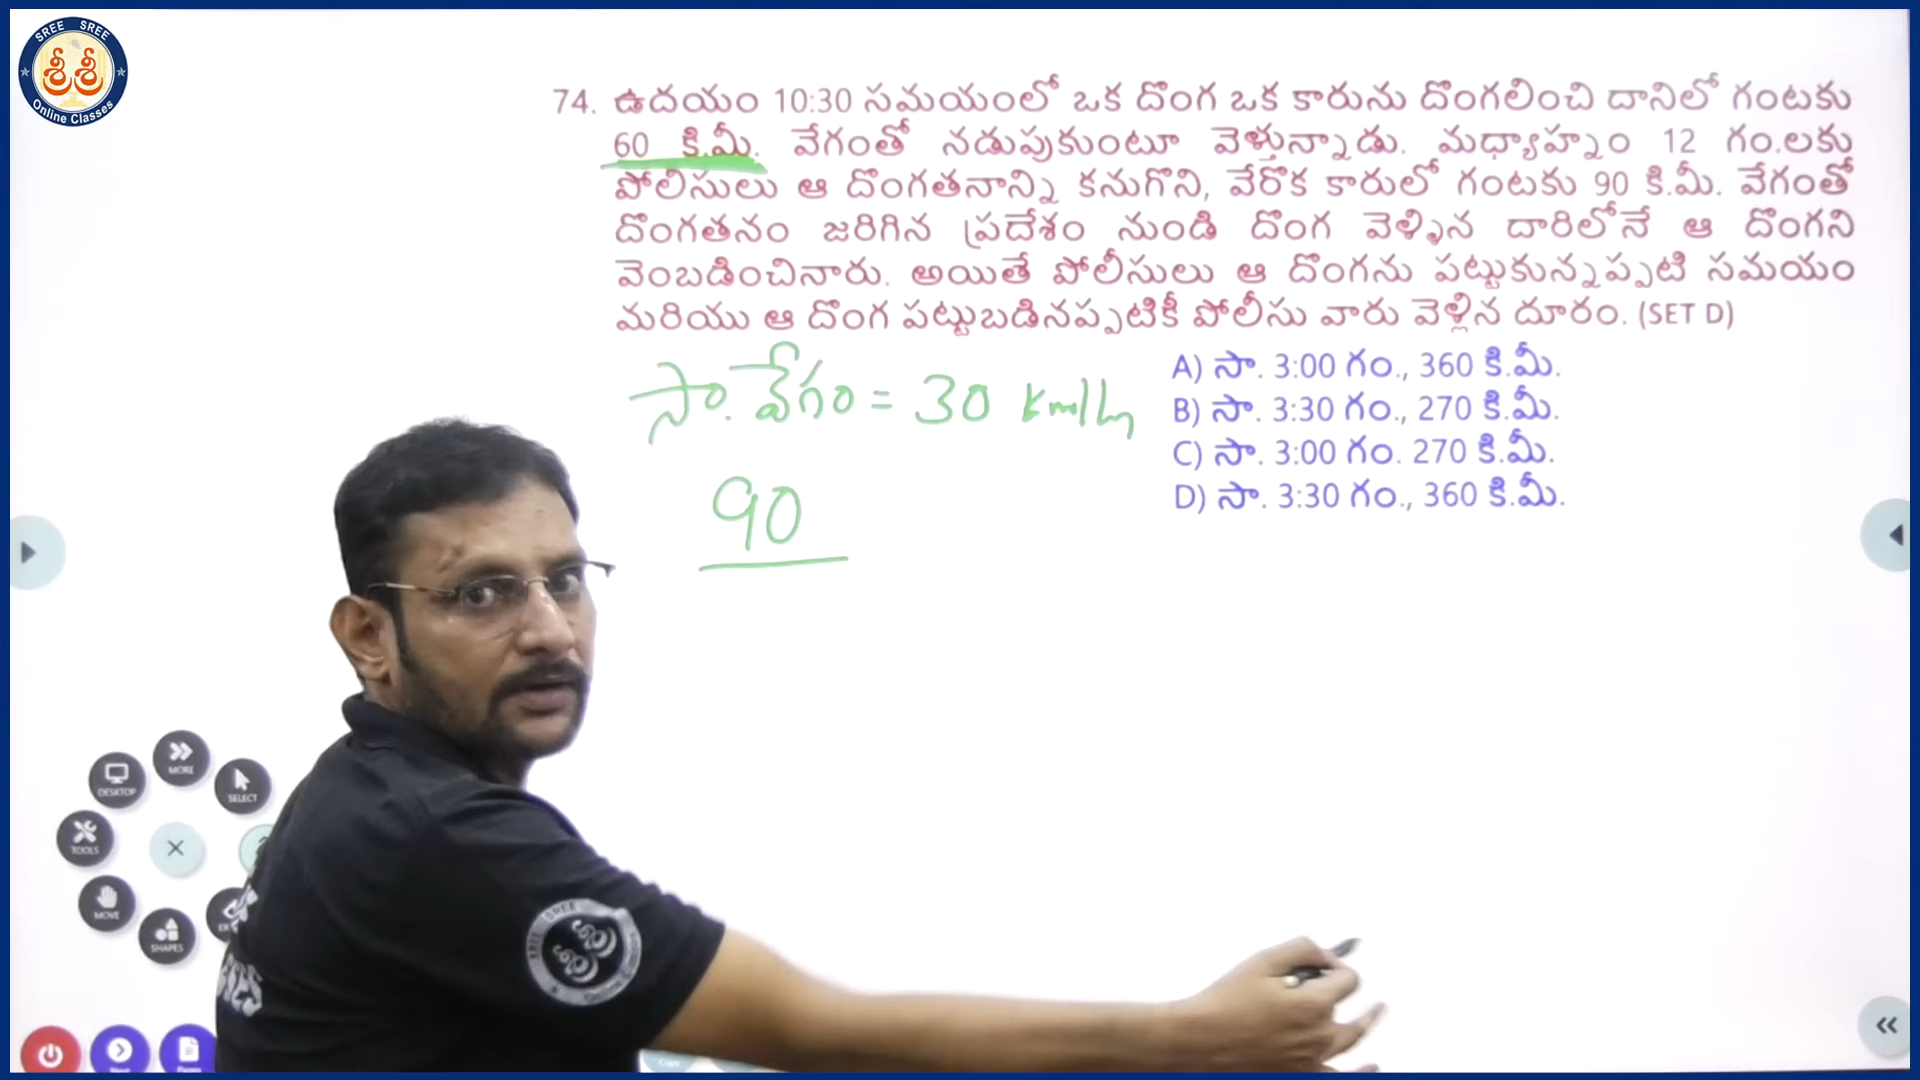 SREE SREE
శ్రీశ్రీ
Online Classes
74. ఉదయం 10:30 సమయంలో ఒక దొంగ ఒక కారును దొంగలించి దానిలో గంటకు
60 కి.మీ. వేగంతో నడుపుకుంటూ వెళ్తున్నాడు. మధ్యాహ్నం 12 గం.లకు
పోలీసులు ఆ దొంగతనాన్ని కనుగొని, వేరొక కారులో గంటకు 90 కి.మీ. వేగంతో
దొంగతనం జరిగిన ప్రదేశం నుండి దొంగ వెళ్ళిన దారిలోనే ఆ దొంగని
వెంబడించినారు. అయితే పోలీసులు ఆ దొంగను పట్టుకున్నప్పటి సమయం
మరియు ఆ దొంగ పట్టుబడినప్పటికీ పోలీసు వారు వెళ్లిన దూరం. (SET D)
A) సా. 3:00 గం., 360 కి.మీ.
B) సా. 3:30 గం., 270 కి.మీ.
C) సా. 3:00 గం. 270 కి.మీ.
D) సా. 3:30 గం., 360 కి.మీ.
సా. వేగం = 30 km/h
90
MORE
DESKTOP
SELECT
TOOLS
MOVE
SHAPES